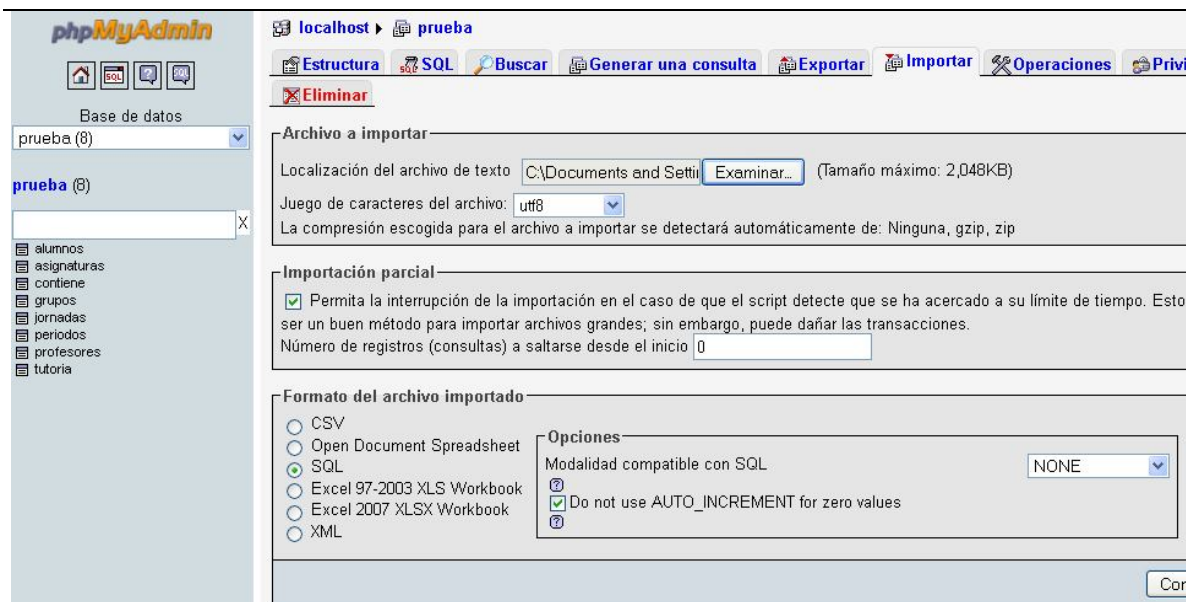 phpMyAdmin
SQL
SQL
Base de datos
prueba (8)
prueba (8)
X
alumnos
asignaturas
contiene
grupos
jornadas
periodos
profesores
tutoria
localhost prueba
Estructura SQL Buscar Generar una consulta Exportar Importar Operaciones Privi
Eliminar
Archivo a importar
Localización del archivo de texto C:\Documents and Settin Examinar... (Tamaño máximo: 2,048KB)
Juego de caracteres del archivo: utf8
La compresión escogida para el archivo a importar se detectará automáticamente de: Ninguna, gzip, zip
Importación parcial
Permita la interrupción de la importación en el caso de que el script detecte que se ha acercado a su límite de tiempo. Esto
ser un buen método para importar archivos grandes; sin embargo, puede dañar las transacciones.
Número de registros (consultas) a saltarse desde el inicio 0
Formato del archivo importado
CSV
Open Document Spreadsheet
SQL
Excel 97-2003 XLS Workbook
Excel 2007 XLSX Workbook
XML
Opciones
Modalidad compatible con SQL NONE
Do not use AUTO_INCREMENT for zero values
Cor